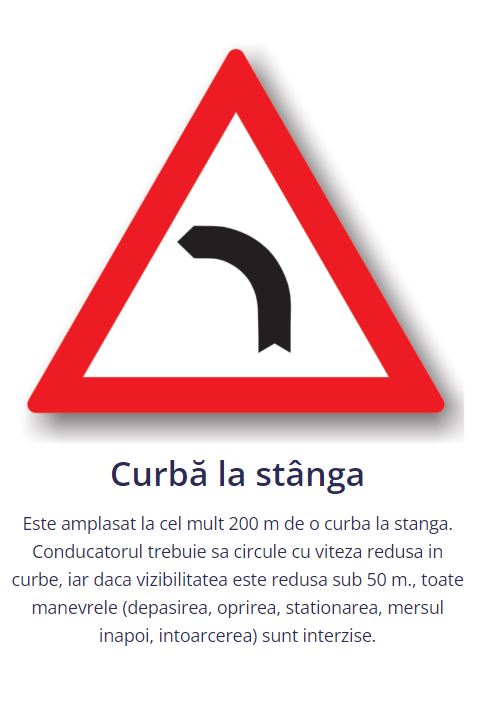 Curbă la stânga
Este amplasat la cel mult 200 m de o curba la stanga.
Conducatorul trebuie sa circule cu viteza redusa in
curbe, iar daca vizibilitatea este redusa sub 50 m., toate
manevrele (depasirea, oprirea, stationarea, mersul
inapoi, intoarcerea) sunt interzise.